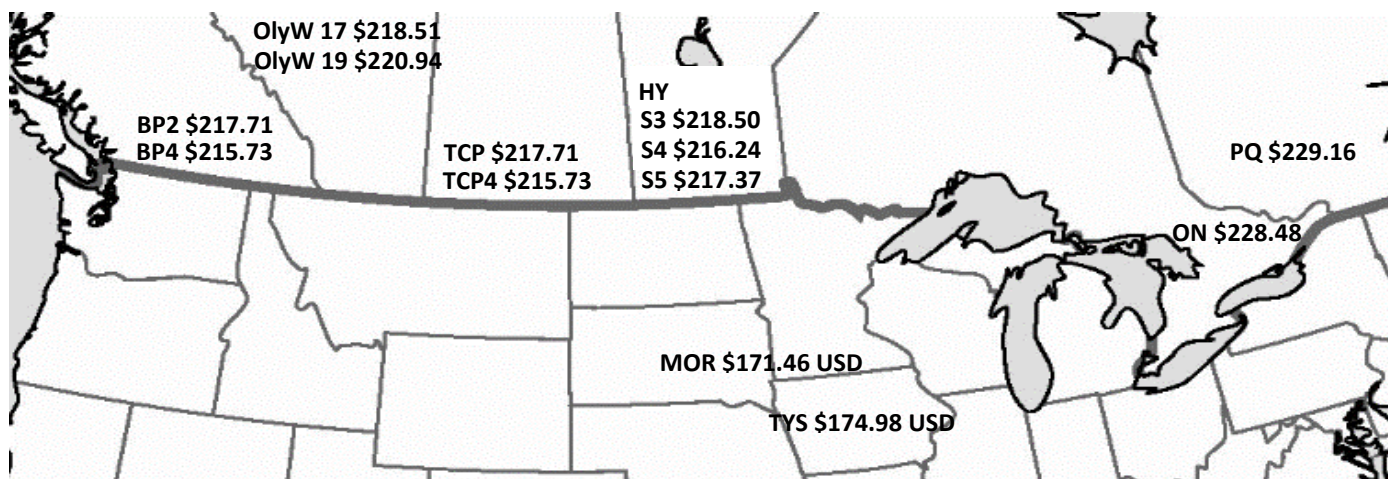 OlyW 17 $218.51
OlyW 19 $220.94
HY
S3 $218.50
S4 $216.24
S5 $217.37
BP2 $217.71
BP4 $215.73
TCP $217.71
TCP4 $215.73
PQ $229.16
ON $228.48
MOR $171.46 USD
TYS $174.98 USD